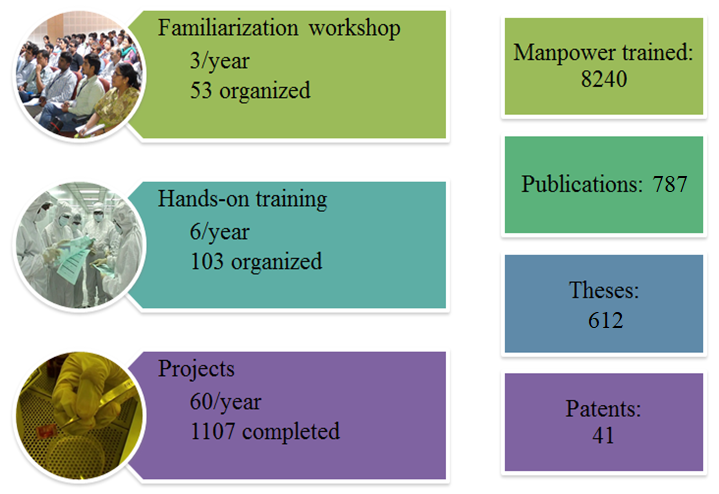 Familiarization workshop
3/year
53 organized
Hands-on training
6/year
103 organized
Projects
60/year
1107 completed
Manpower trained:
8240
Publications: 787
Theses:
612
Patents:
41